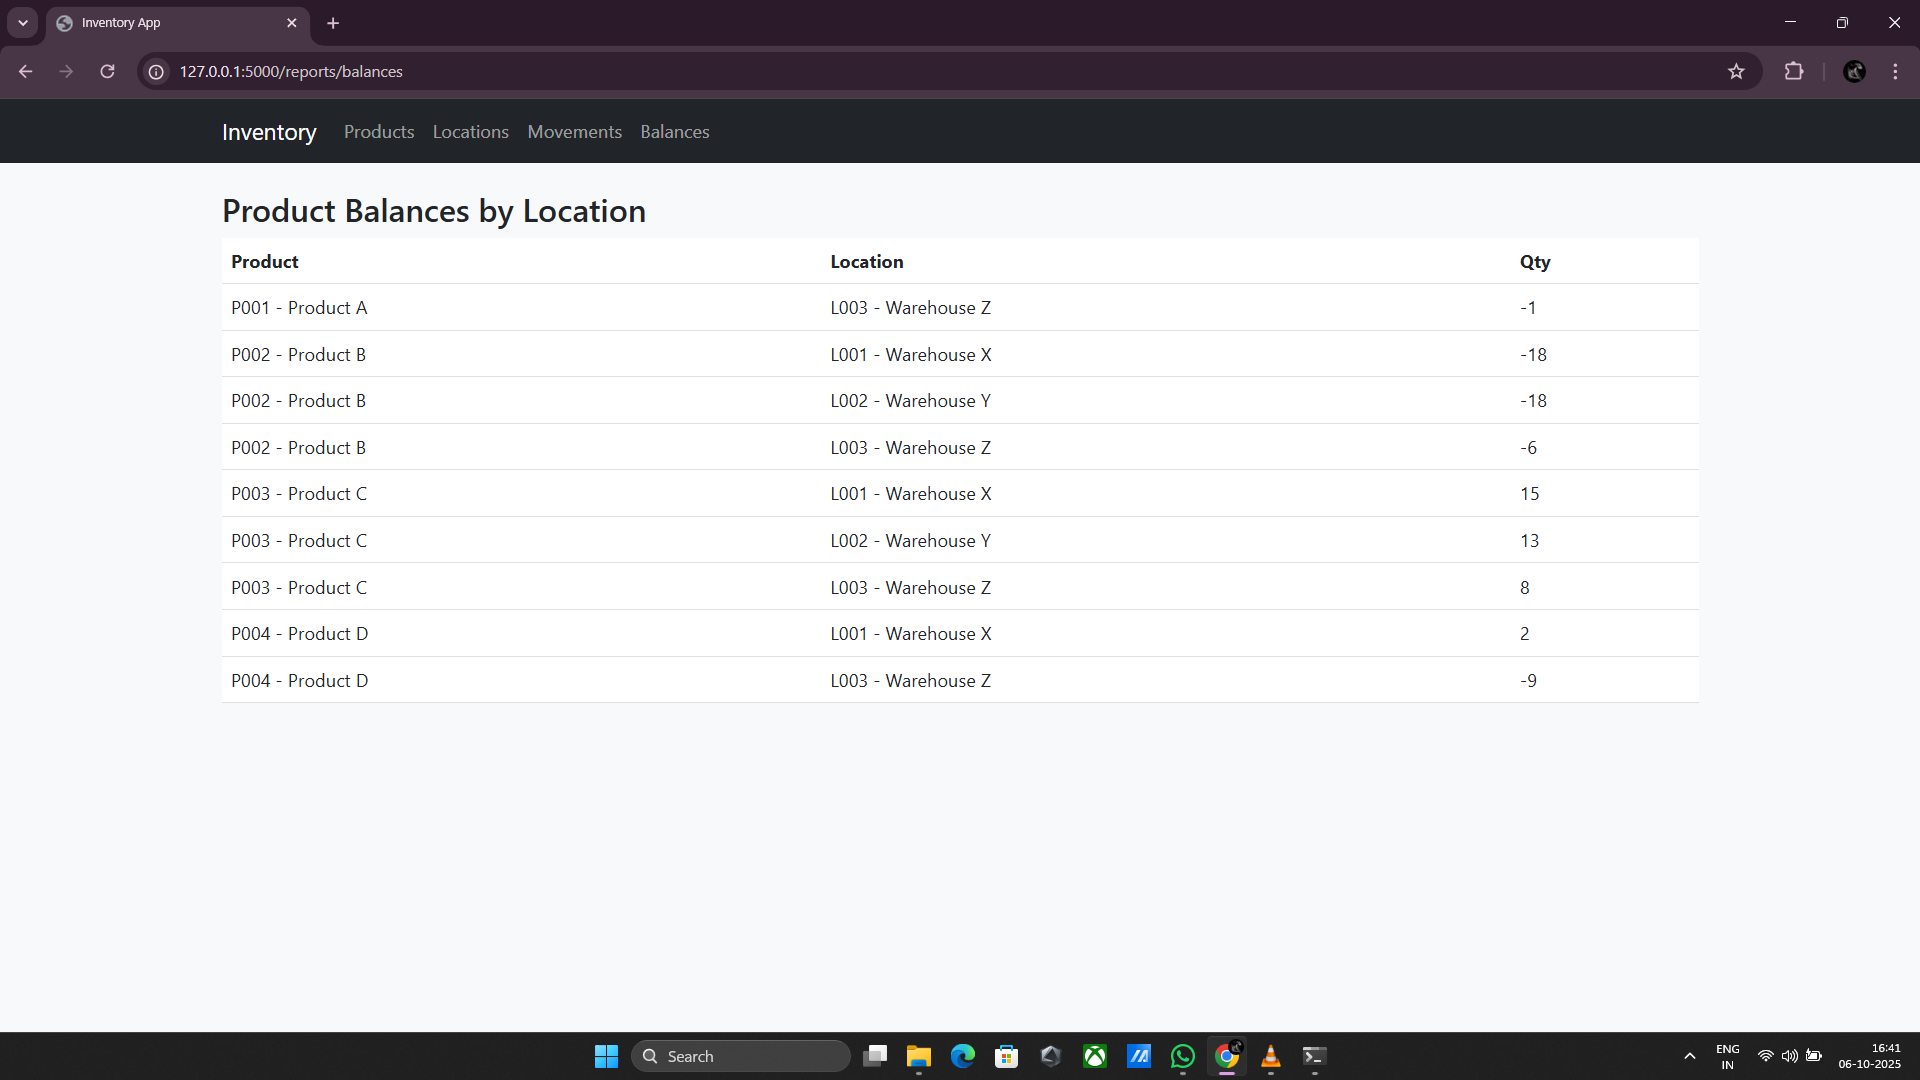 Inventory App
127.0.0.1:5000/reports/balances
Inventory Products Locations Movements Balances
Product Balances by Location
Product Location Qty
P001 - Product A L003 - Warehouse Z -1
P002 - Product B L001 - Warehouse X -18
P002 - Product B L002 - Warehouse Y -18
P002 - Product B L003 - Warehouse Z -6
P003 - Product C L001 - Warehouse X 15
P003 - Product C L002 - Warehouse Y 13
P003 - Product C L003 - Warehouse Z 8
P004 - Product D L001 - Warehouse X 2
P004 - Product D L003 - Warehouse Z -9
Search
ENG
IN
16:41
06-10-2025